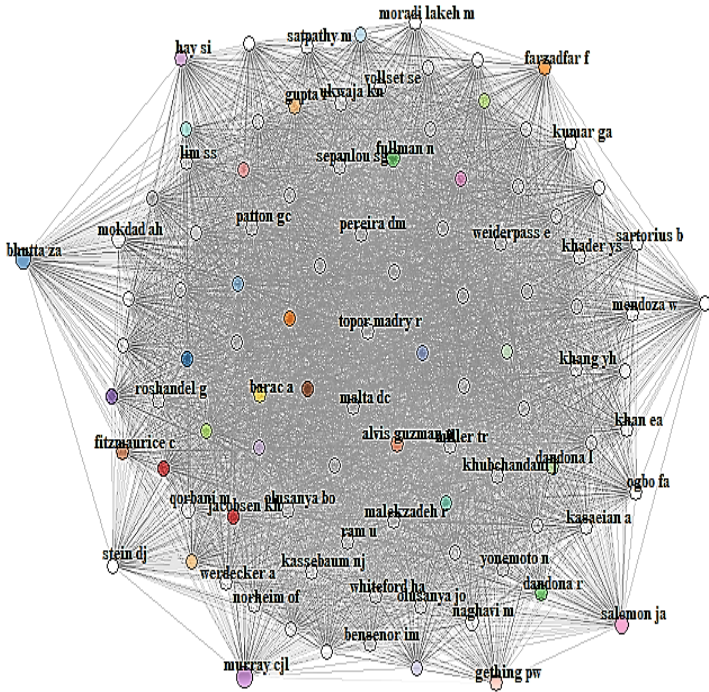 moradi lakeh m
satpathy m
hay si
farzadfar f
vollset se
ukwaja kn
gupta r
kumar ga
fullman n
lim ss
sepanlou sg
patton gc
pereira dm
mokdad ah
weiderpass e
sartorius b
khader ys
bhutta za
mendoza w
topor madry r
khang yh
roshandel g
barac a
malta dc
khan ea
alvis guzman n
miller tr
fitzmaurice c
dandona l
khubchandani j
ogbo fa
qorbani m
olusanya bo
jacobsen kh
malekzadeh r
kasaeian a
ram u
stein dj
kassebaum nj
yonemoto n
werdecker a
whiteford ha
dandona r
norheim of
olusanya jo
naghavi m
salomon ja
bensenor im
murray cjl
gething pw